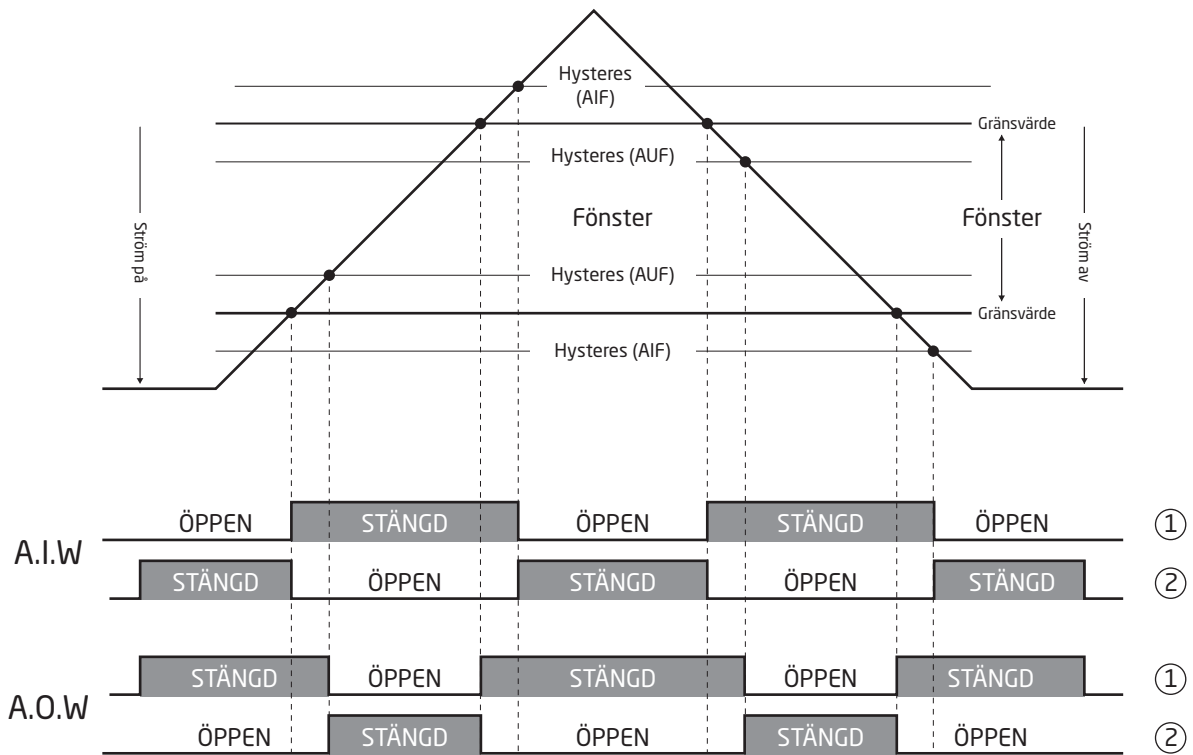 Hysteres
(AIF)
Gränsvärde
Hysteres (AUF)
Ström på
Fönster
Fönster
Ström av
Hysteres (AUF)
Gränsvärde
Hysteres (AIF)
A.I.W
ÖPPEN STÄNGD ÖPPEN STÄNGD ÖPPEN ①
STÄNGD ÖPPEN STÄNGD ÖPPEN STÄNGD ②
A.O.W
STÄNGD ÖPPEN STÄNGD ÖPPEN STÄNGD ①
ÖPPEN STÄNGD ÖPPEN STÄNGD ÖPPEN ②